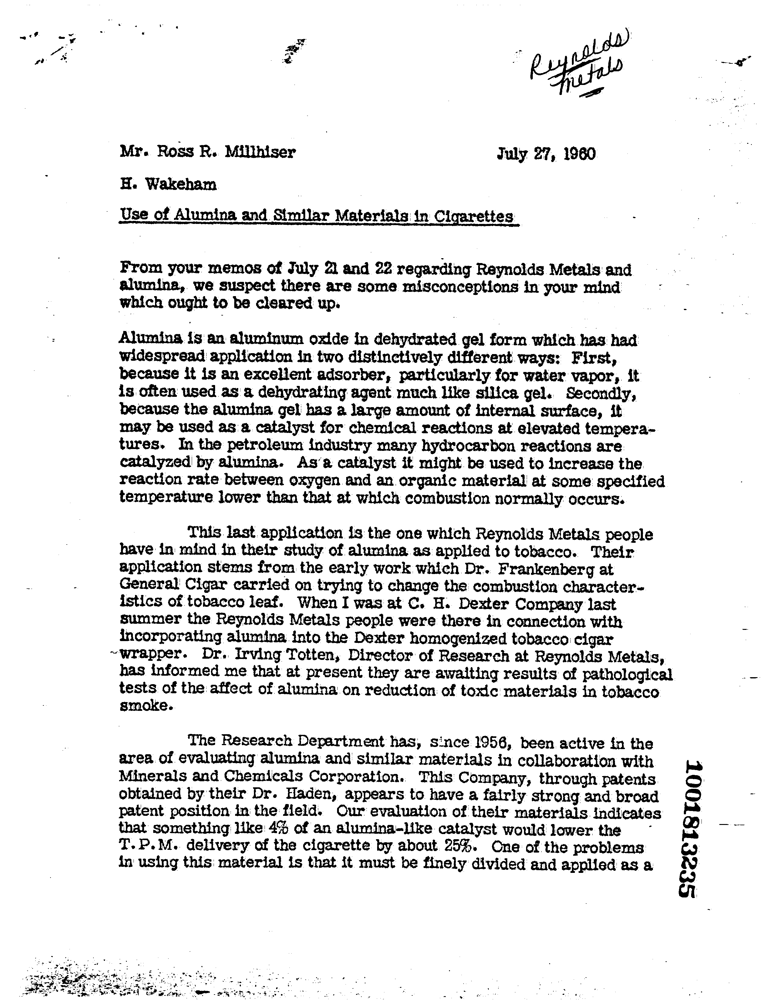 Reynolds
Metals
Mr. Ross R. Millhiser July 27, 1960
H. Wakeham
Use of Alumina and Similar Materials in Cigarettes
From your memos of July 21 and 22 regarding Reynolds Metals and
alumina, we suspect there are some misconceptions in your mind
which ought to be cleared up.
Alumina is an aluminum oxide in dehydrated gel form which has had
widespread application in two distinctively different ways: First,
because it is an excellent adsorber, particularly for water vapor, it
is often used as a dehydrating agent much like silica gel. Secondly,
because the alumina gel has a large amount of internal surface, it
may be used as a catalyst for chemical reactions at elevated tempera-
tures. In the petroleum industry many hydrocarbon reactions are
catalyzed by alumina. As a catalyst it might be used to increase the
reaction rate between oxygen and an organic material at some specified
temperature lower than that at which combustion normally occurs.
This last application is the one which Reynolds Metals people
have in mind in their study of alumina as applied to tobacco. Their
application stems from the early work which Dr. Frankenberg at
General Cigar carried on trying to change the combustion character-
istics of tobacco leaf. When I was at C. H. Dexter Company last
summer the Reynolds Metals people were there in connection with
incorporating alumina into the Dexter homogenized tobacco cigar
wrapper. Dr. Irving Totten, Director of Research at Reynolds Metals,
has informed me that at present they are awaiting results of pathological
tests of the affect of alumina on reduction of toxic materials in tobacco
smoke.
The Research Department has, since 1956, been active in the
area of evaluating alumina and similar materials in collaboration with
Minerals and Chemicals Corporation. This Company, through patents
obtained by their Dr. Haden, appears to have a fairly strong and broad
patent position in the field. Our evaluation of their materials indicates
that something like 4% of an alumina-like catalyst would lower the
T.P.M. delivery of the cigarette by about 25%. One of the problems
in using this material is that it must be finely divided and applied as a
1001813235